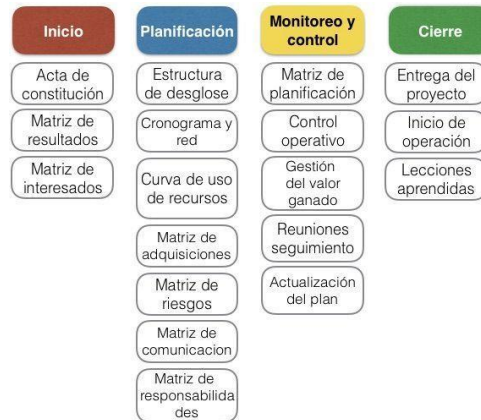 Inicio
Acta de
constitución
Matriz de
resultados
Matriz de
interesados
Planificación
Estructura
de desglose
Cronograma y
red
Curva de uso
de recursos
Matriz de
adquisiciones
Matriz de
riesgos
Matriz de
comunicacion
Matriz de
responsabilida
des
Monitoreo y
control
Matriz de
planificación
Control
operativo
Gestión
del valor
ganado
Reuniones
seguimiento
Actualización
del plan
Cierre
Entrega del
proyecto
Inicio de
operación
Lecciones
aprendidas